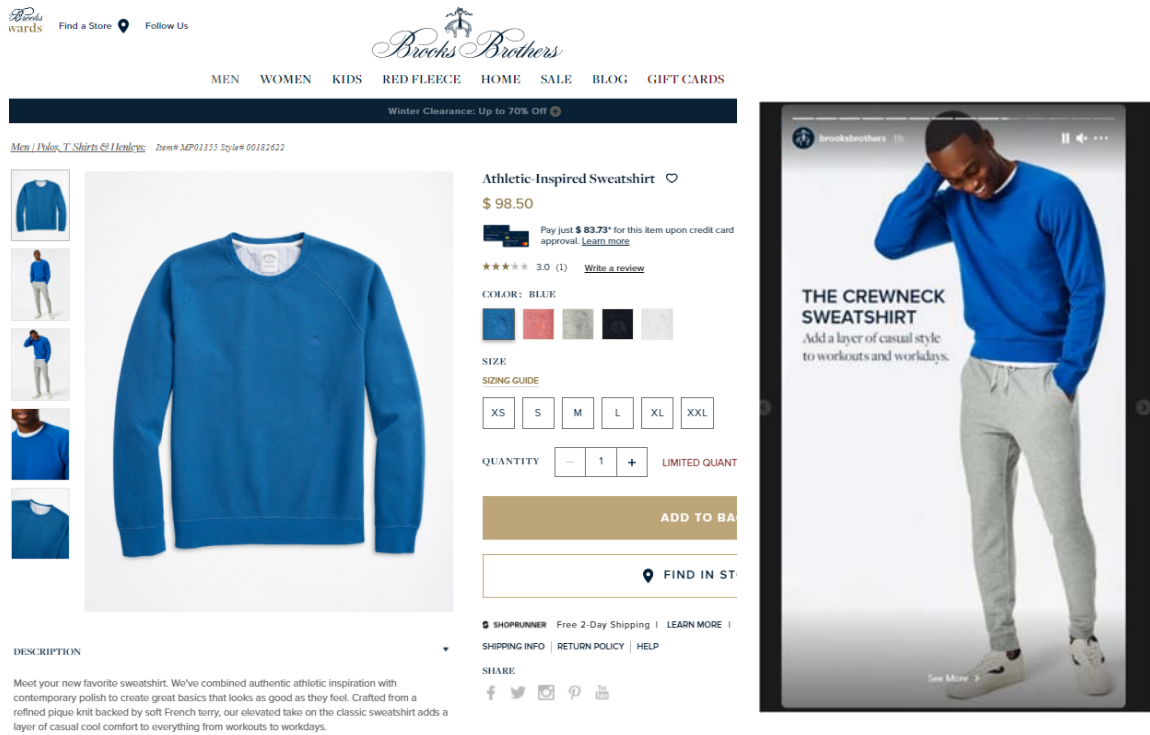 Brooks
wards
Find a Store
Follow Us
Brooks Brothers
MEN WOMEN KIDS RED FLEECE HOME SALE BLOG GIFT CARDS
Winter Clearance: Up to 70% Off
Men | Polos, T Shirts & Henleys: Item# MP01355 Style# 00182622
Athletic-Inspired Sweatshirt
$ 98.50
Pay just $ 83.73* for this item upon credit card
approval. Learn more
3.0 (1) Write a review
COLOR: BLUE
SIZE
SIZING GUIDE
XS S M L XL XXL
QUANTITY − 1 + LIMITED QUANT
ADD TO BA
FIND IN ST
SHOPRUNNER Free 2-Day Shipping | LEARN MORE |
SHIPPING INFO | RETURN POLICY | HELP
SHARE
You
DESCRIPTION
Meet your new favorite sweatshirt. We've combined authentic athletic inspiration with
contemporary polish to create great basics that looks as good as they feel. Crafted from a
refined pique knit backed by soft French terry, our elevated take on the classic sweatshirt adds a
layer of casual cool comfort to everything from workouts to workdays.
brooksbrothers 1h
THE CREWNECK
SWEATSHIRT
Add a layer of casual style
to workouts and workdays.
See More